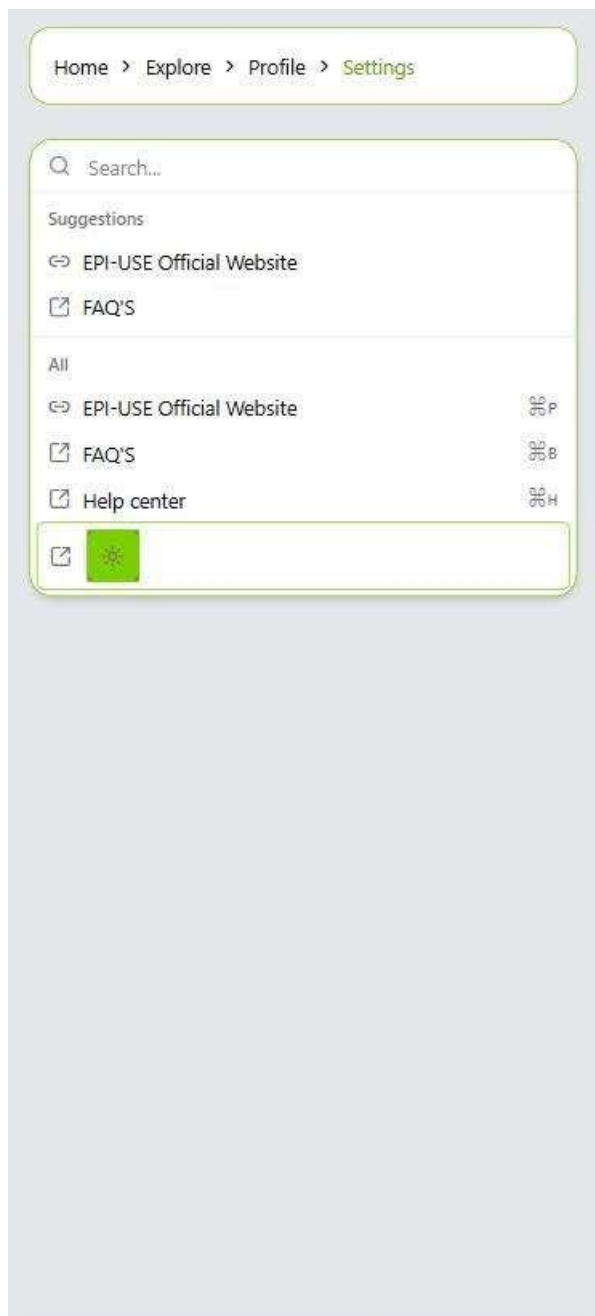 Home > Explore > Profile > Settings
Search...
Suggestions
EPI-USE Official Website
FAQ'S
All
EPI-USE Official Website ⌘P
FAQ'S ⌘B
Help center ⌘H